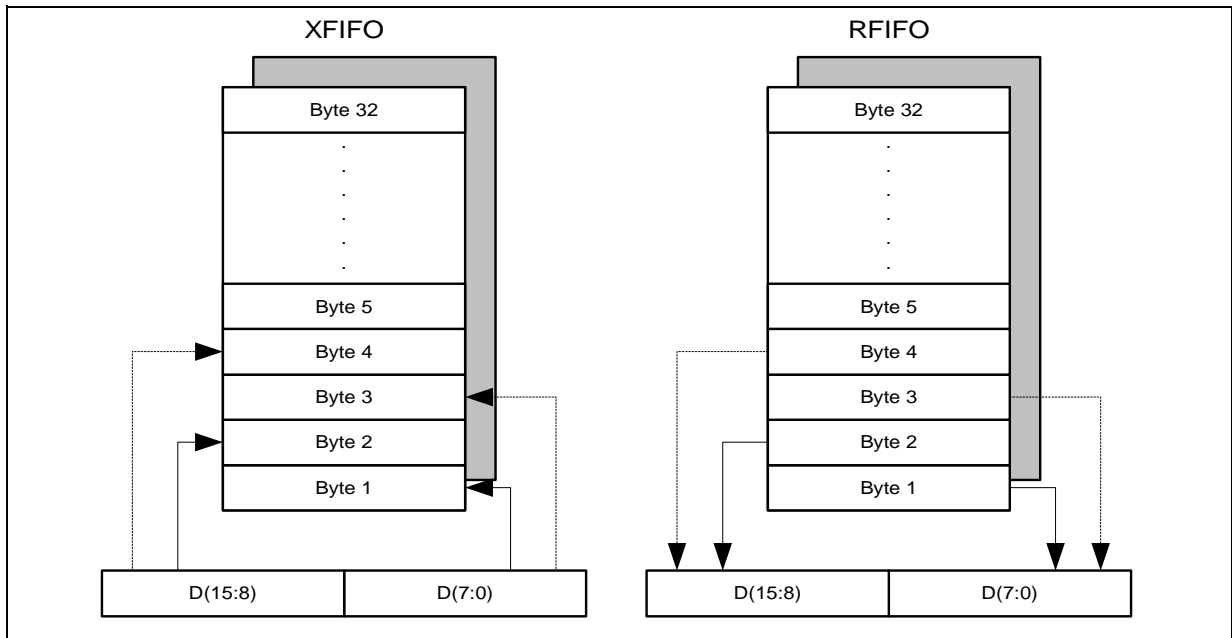 XFIFO
Byte 32
Byte 5
Byte 4
Byte 3
Byte 2
Byte 1
D(15:8)
D(7:0)
RFIFO
Byte 32
Byte 5
Byte 4
Byte 3
Byte 2
Byte 1
D(15:8)
D(7:0)